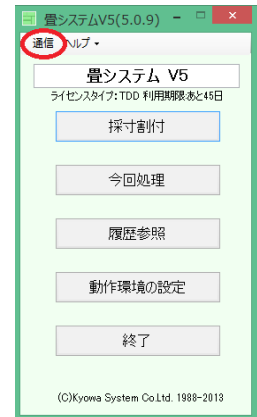 畳システムV5(5.0.9)
通信 ヘルプ
畳システム V5
ライセンスタイプ:TDD 利用期限あと45日
採寸割付
今回処理
履歴参照
動作環境の設定
終了
(C)Kyowa System Co.Ltd. 1988-2013